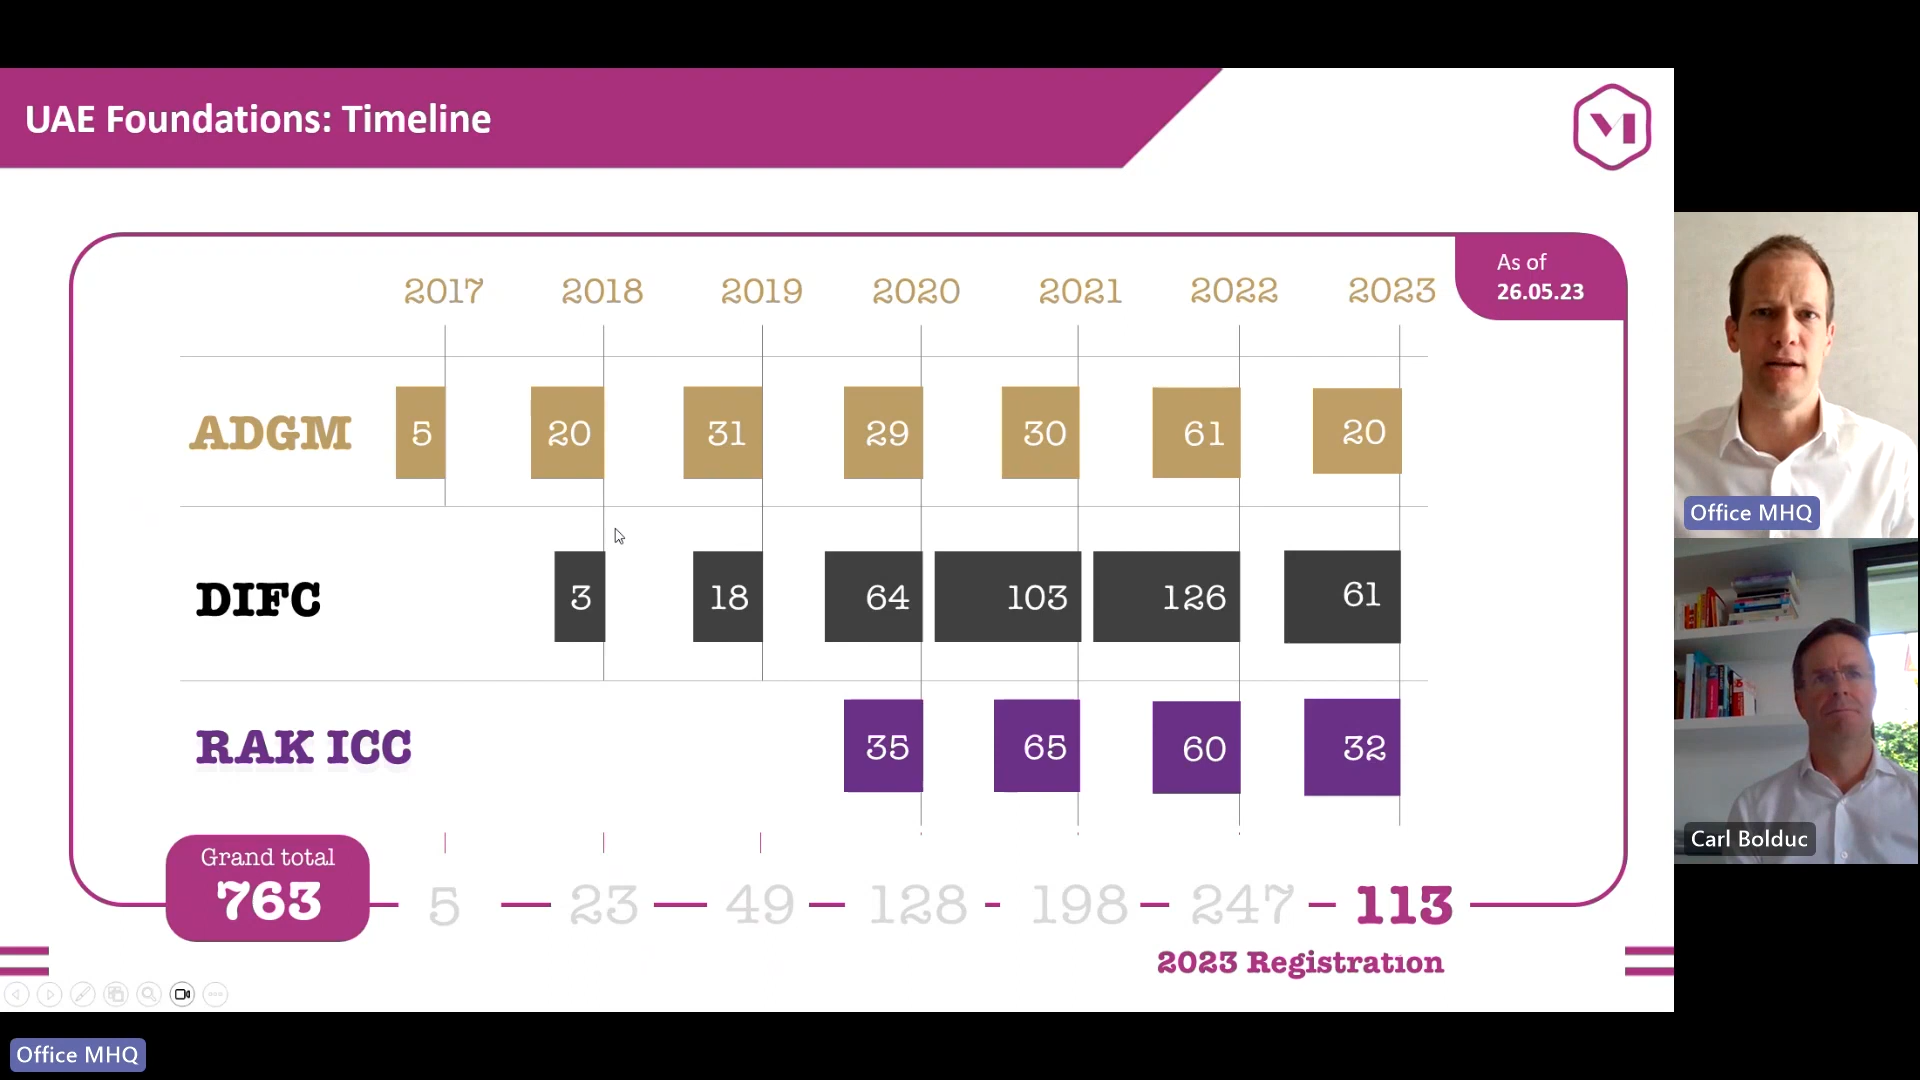 UAE Foundations: Timeline
As of
26.05.23
2017 2018 2019 2020 2021 2022 2023
ADGM 5 20 31 29 30 61 20
DIFC 3 18 64 103 126 61
RAK ICC 35 65 60 32
Grand total
763 5 23 49 128 198 247 113
2023 Registration
Office MHQ
Carl Bolduc
Office MHQ